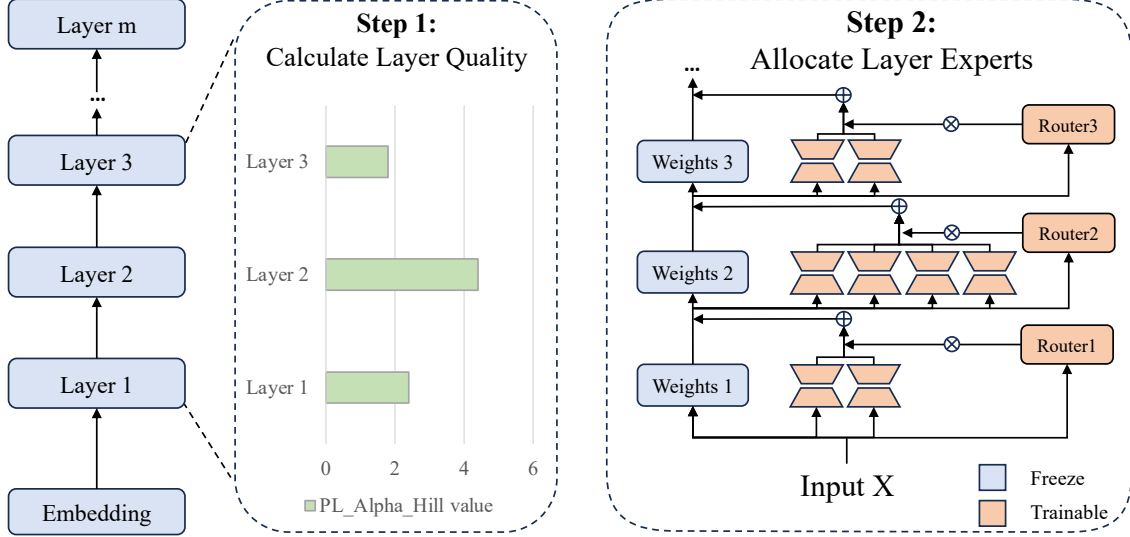 Layer m
...
Layer 3
Layer 2
Layer 1
Embedding
Step 1:
Calculate Layer Quality
Layer 3
Layer 2
Layer 1
0 2 4 6
PL_Alpha_Hill value
Step 2:
Allocate Layer Experts
...
Weights 3
Router3
Weights 2
Router2
Weights 1
Router1
Input X
Freeze
Trainable